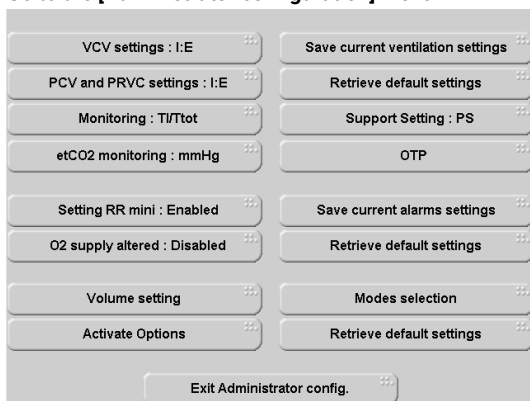 VCV settings : I:E
Save current ventilation settings
PCV and PRVC settings : I:E
Retrieve default settings
Monitoring : TI/Ttot
Support Setting : PS
etCO2 monitoring : mmHg
OTP
Setting RR mini : Enabled
Save current alarms settings
O2 supply altered : Disabled
Retrieve default settings
Volume setting
Modes selection
Activate Options
Retrieve default settings
Exit Administrator config.